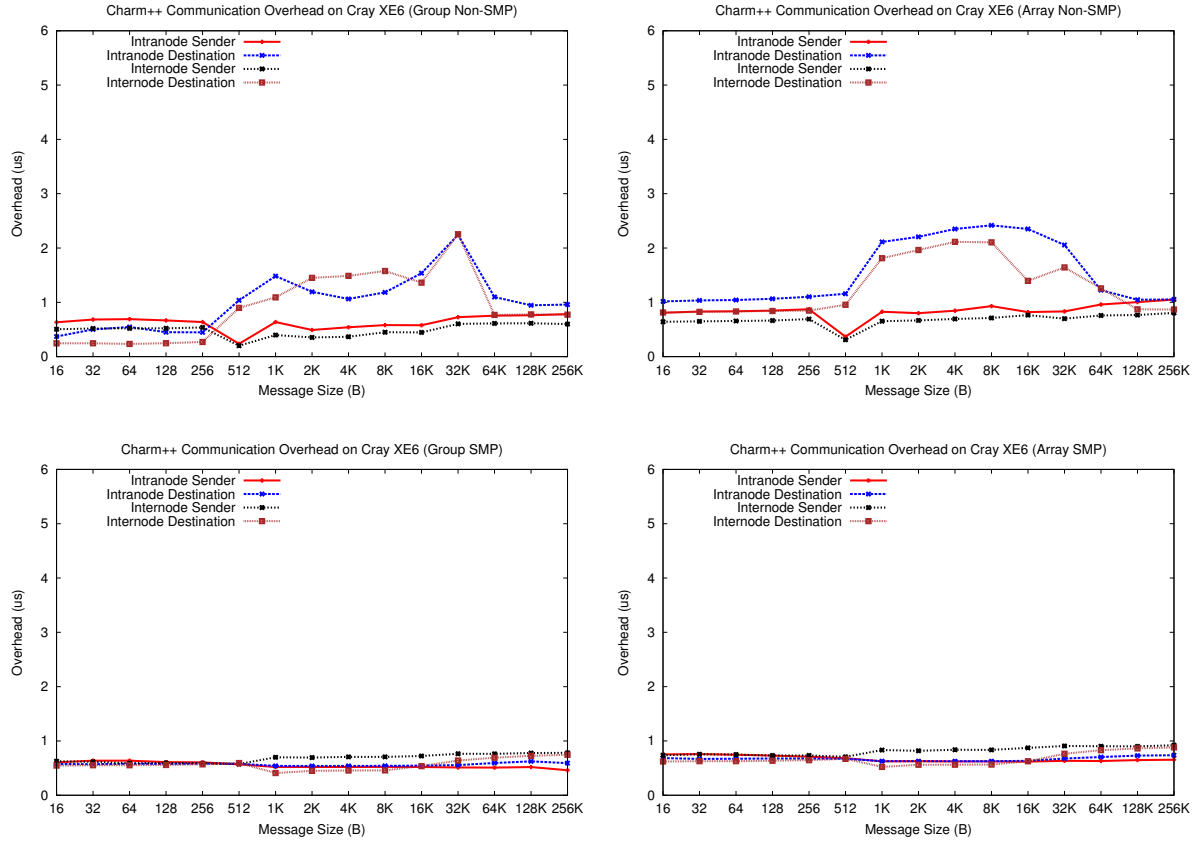 Charm++ Communication Overhead on Cray XE6 (Group Non-SMP)
6
5
4
3
2
1
0
Overhead (us)
Intranode Sender
Intranode Destination
Internode Sender
Internode Destination
16 32 64 128 256 512 1K 2K 4K 8K 16K 32K 64K 128K 256K
Message Size (B)
Charm++ Communication Overhead on Cray XE6 (Array Non-SMP)
6
5
4
3
2
1
0
Overhead (us)
Intranode Sender
Intranode Destination
Internode Sender
Internode Destination
16 32 64 128 256 512 1K 2K 4K 8K 16K 32K 64K 128K 256K
Message Size (B)
Charm++ Communication Overhead on Cray XE6 (Group SMP)
6
5
4
3
2
1
0
Overhead (us)
Intranode Sender
Intranode Destination
Internode Sender
Internode Destination
16 32 64 128 256 512 1K 2K 4K 8K 16K 32K 64K 128K 256K
Message Size (B)
Charm++ Communication Overhead on Cray XE6 (Array SMP)
6
5
4
3
2
1
0
Overhead (us)
Intranode Sender
Intranode Destination
Internode Sender
Internode Destination
16 32 64 128 256 512 1K 2K 4K 8K 16K 32K 64K 128K 256K
Message Size (B)